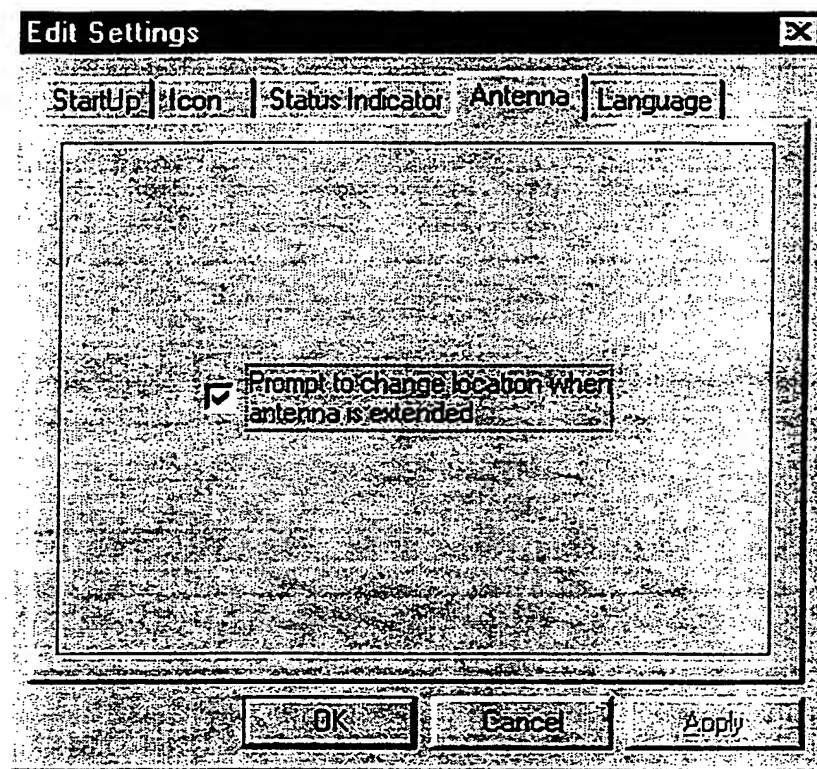 Edit Settings
StartUp Icon Status Indicator Antenna Language
Prompt to change location when
antenna is extended
OK Cancel Apply